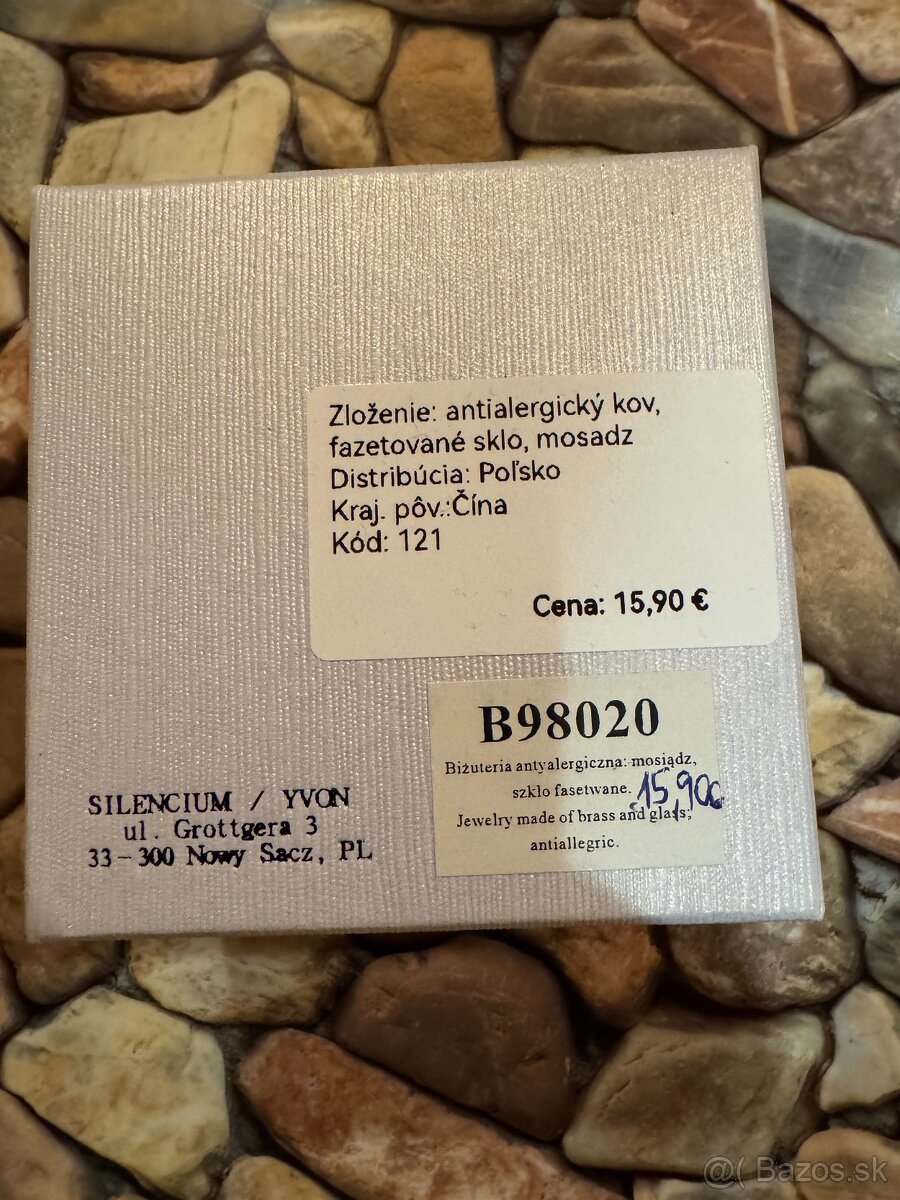 Zloženie: antialergický kov,
fazetované sklo, mosadz
Distribúcia: Poľsko
Kraj. pôv.:Čína
Kód: 121
Cena: 15,90 €
B98020
Biżuteria antyalergiczna: mosiądz,
szkło fasetwane. 15,90€
Jewelry made of brass and glass,
antiallegric.
SILENCIUM / YVON
ul. Grottgera 3
33-300 Nowy Sacz, PL
@( Bazos.sk